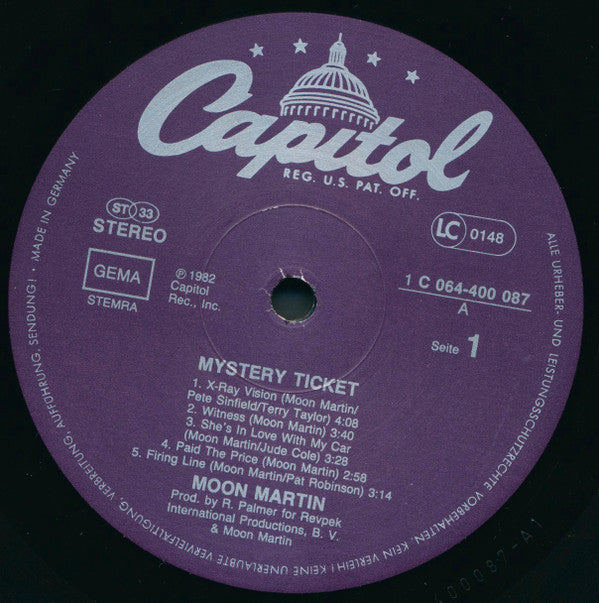 Capitol
REG. U.S. PAT. OFF.
ST 33
STEREO
GEMA
STEMRA
℗ 1982
Capitol
Rec., Inc.
LC 0148
1 C 064-400 087
A
Seite 1
MYSTERY TICKET
1. X-Ray Vision (Moon Martin/
Pete Sinfield/Terry Taylor) 4:08
2. Witness (Moon Martin) 3:40
3. She's In Love With My Car
(Moon Martin/Jude Cole) 3:28
4. Paid The Price (Moon Martin) 2:58
5. Firing Line (Moon Martin/Pat Robinson) 3:14
MOON MARTIN
Prod. by R. Palmer for Revpek
International Productions, B. V.
& Moon Martin
ALLE URHEBER- UND LEISTUNGSSCHUTZRECHTE VORBEHALTEN. KEIN VERLEIH! KEINE UNERLAUBTE VERVIELFÄLTIGUNG, VERBREITUNG, AUFFÜHRUNG, SENDUNG! • MADE IN GERMANY